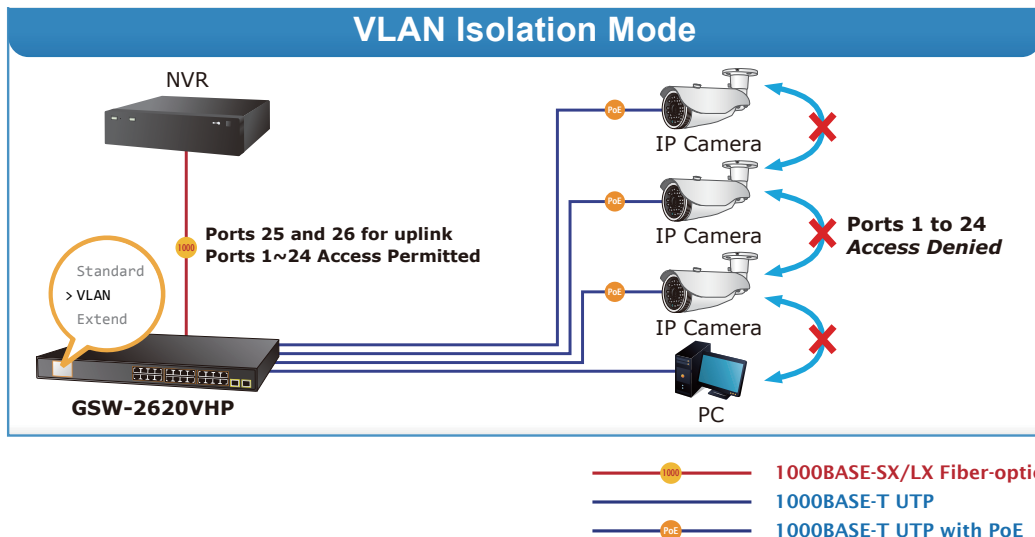 VLAN Isolation Mode
NVR
PoE
IP Camera
1000
Ports 25 and 26 for uplink
Ports 1~24 Access Permitted
PoE
IP Camera
Ports 1 to 24
Access Denied
Standard
> VLAN
Extend
PoE
IP Camera
GSW-2620VHP
PC
1000 1000BASE-SX/LX Fiber-optic
1000BASE-T UTP
PoE 1000BASE-T UTP with PoE